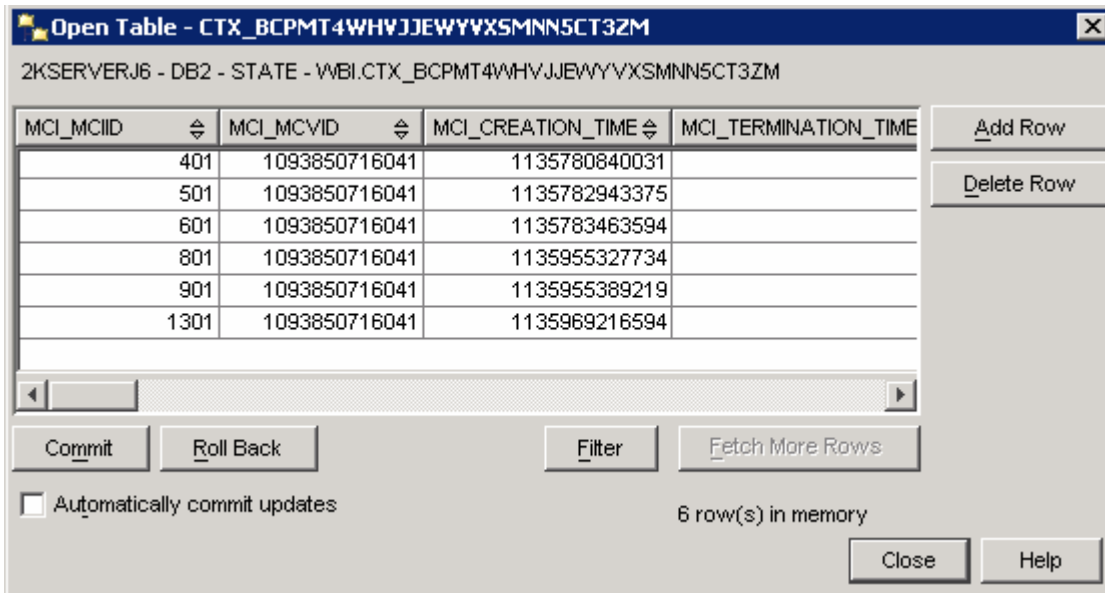 Open Table - CTX_BCPMT4WHVJJEWYVXSMNN5CT3ZM
2KSERVERJ6 - DB2 - STATE - WBI.CTX_BCPMT4WHVJJEWYVXSMNN5CT3ZM
MCI_MCIID MCI_MCVID MCI_CREATION_TIME MCI_TERMINATION_TIME
401 1093850716041 1135780840031
501 1093850716041 1135782943375
601 1093850716041 1135783463594
801 1093850716041 1135955327734
901 1093850716041 1135955389219
1301 1093850716041 1135969216594
Add Row
Delete Row
Commit Roll Back Filter Fetch More Rows
Automatically commit updates
6 row(s) in memory
Close Help